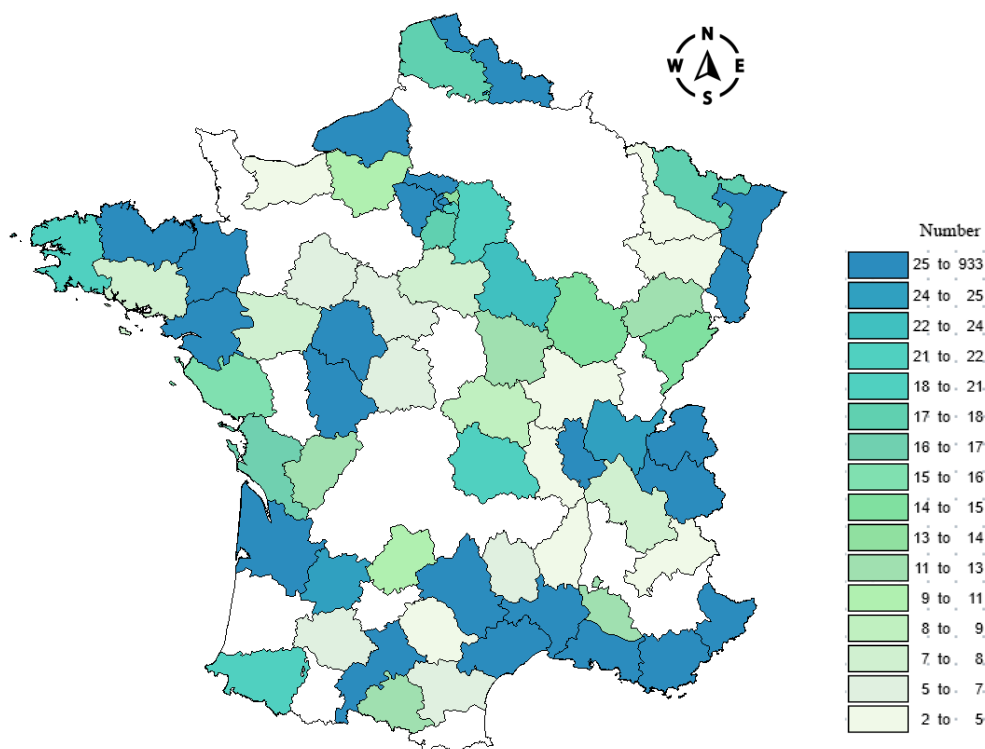 N
W E
S
Number
25 to 933
24 to 25
22 to 24
21 to 22
18 to 21
17 to 18
16 to 17
15 to 16
14 to 15
13 to 14
11 to 13
9 to 11
8 to 9
7 to 8
5 to 7
2 to 5